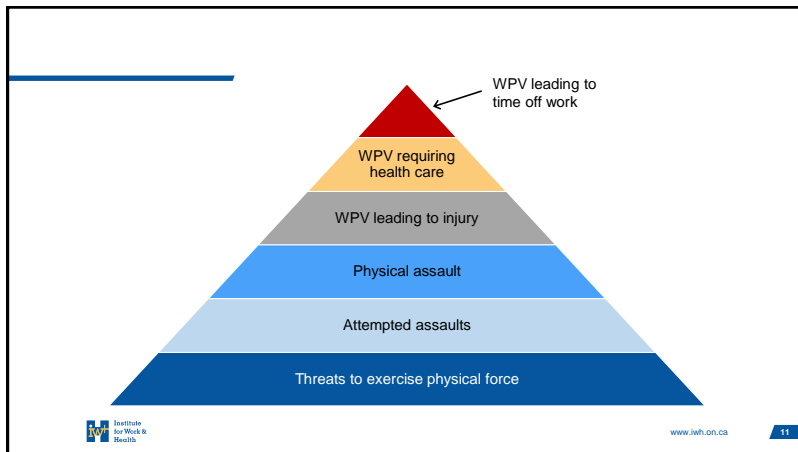 WPV leading to
time off work
WPV requiring
health care
WPV leading to injury
Physical assault
Attempted assaults
Threats to exercise physical force
iwh
Institute
for Work &
Health
www.iwh.on.ca
11